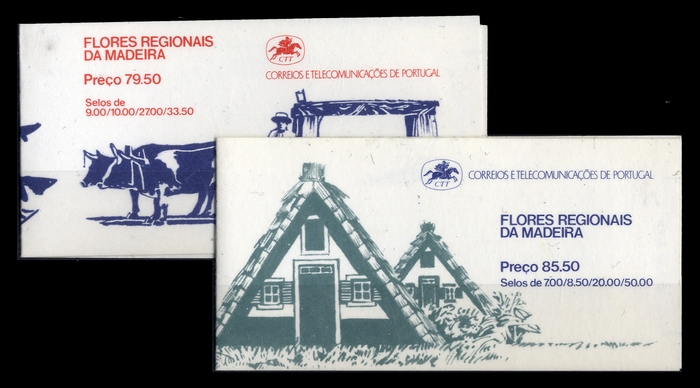 FLORES REGIONAIS
DA MADEIRA
Preço 79.50
Selos de
9.00/10.00/27.00/33.50
CTT
CORREIOS E TELECOMUNICAÇÕES DE PORTUGAL
CTT
CORREIOS E TELECOMUNICAÇÕES DE PORTUGAL
FLORES REGIONAIS
DA MADEIRA
Preço 85.50
Selos de 7.00/8.50/20.00/50.00